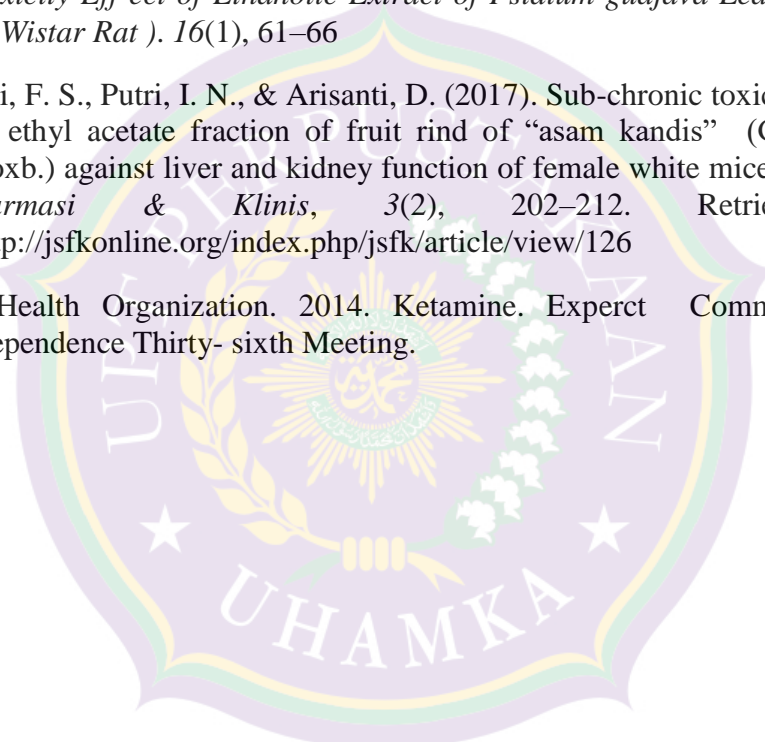 xicity Eff ect of Ethanolic Extract of Psidium guajava Lea
Wistar Rat ). 16(1), 61–66
i, F. S., Putri, I. N., & Arisanti, D. (2017). Sub-chronic toxic
ethyl acetate fraction of fruit rind of “asam kandis” (G
oxb.) against liver and kidney function of female white mice
rmasi & Klinis, 3(2), 202–212. Retrie
tp://jsfkonline.org/index.php/jsfk/article/view/126
Health Organization. 2014. Ketamine. Experct Comm
ependence Thirty- sixth Meeting.
UPT PERPUSTAKAAN
UHAMKA